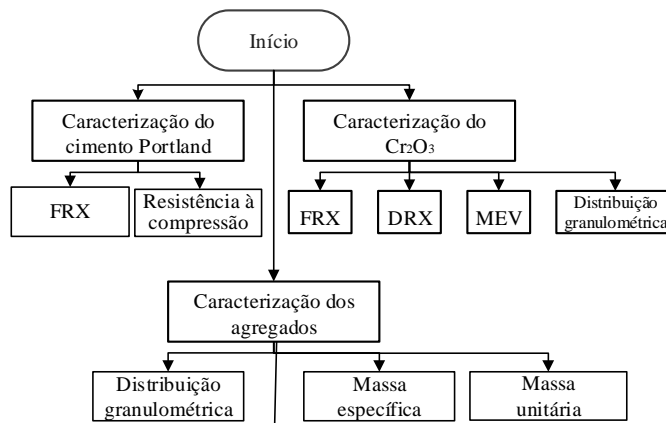 Início
Caracterização do
cimento Portland
Caracterização do
Cr₂O₃
FRX
Resistência à
compressão
FRX
DRX
MEV
Distribuição
granulométrica
Caracterização dos
agregados
Distribuição
granulométrica
Massa
específica
Massa
unitária